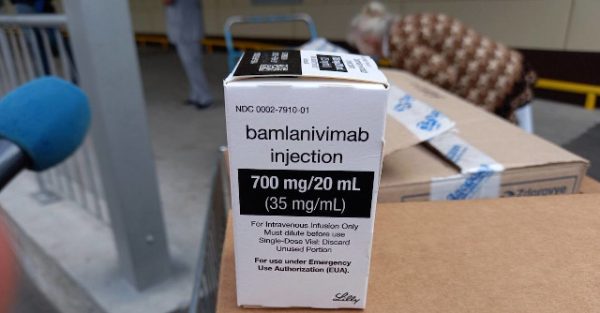 NDC 0002-7910-01
bamlanivimab
injection
700 mg/20 mL
(35 mg/mL)
For Intravenous Infusion Only
Must dilute before use
Single-Dose Vial: Discard
Unused Portion
For use under Emergency
Use Authorization (EUA).
Lilly